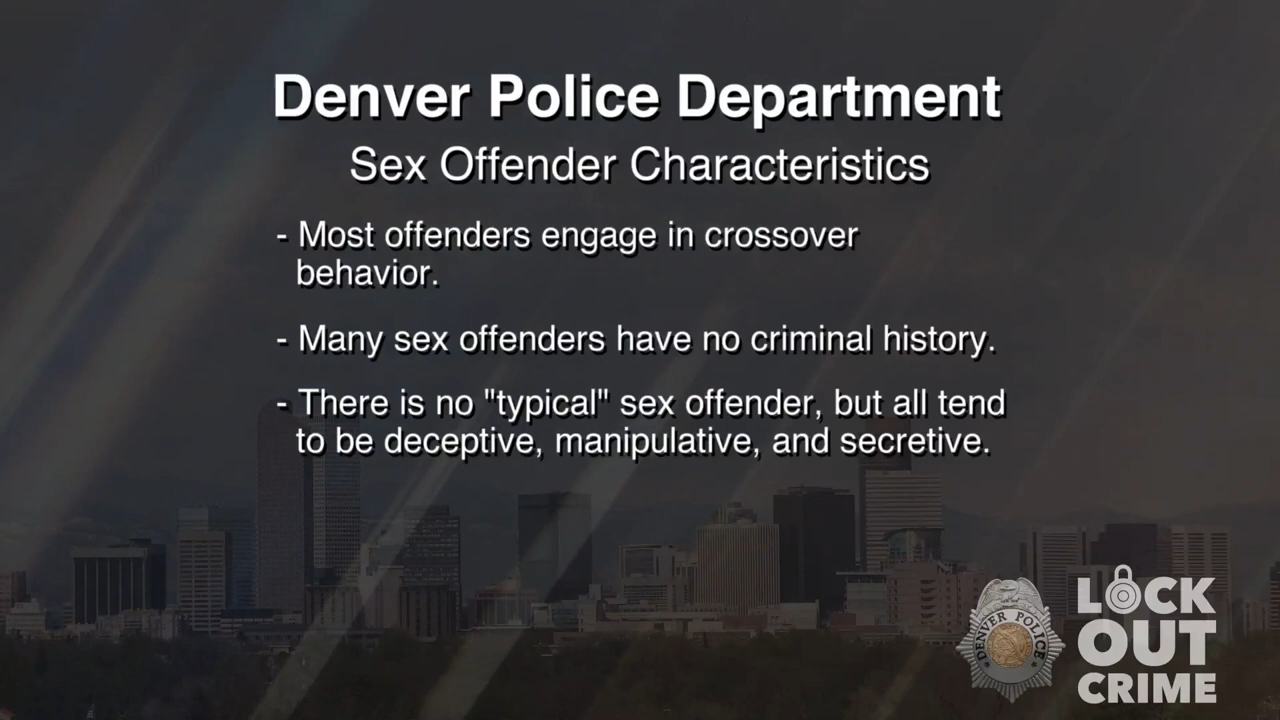 Denver Police Department
Sex Offender Characteristics
- Most offenders engage in crossover
behavior.
- Many sex offenders have no criminal history.
- There is no "typical" sex offender, but all tend
to be deceptive, manipulative, and secretive.
DENVER POLICE
LOCK
OUT
CRIME